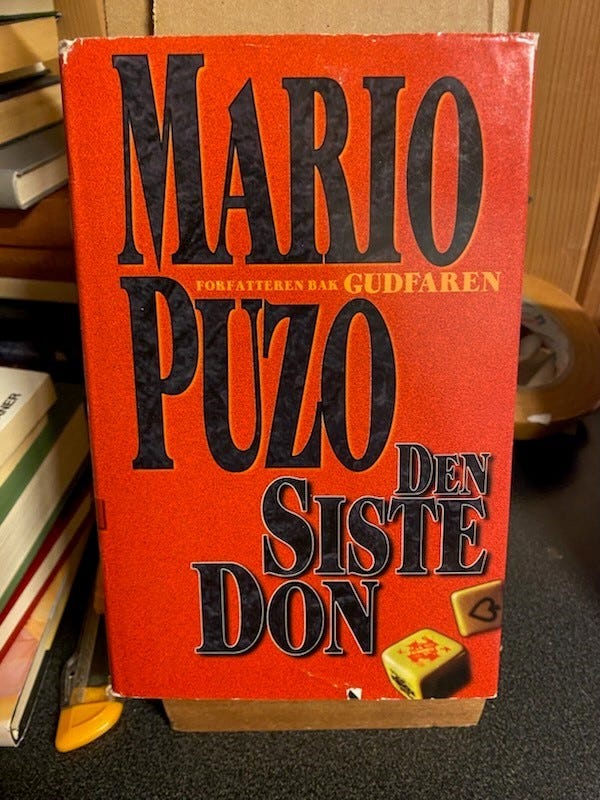 MARIO
FORFATTEREN BAK GUDFAREN
PUZO
DEN
SISTE
DON